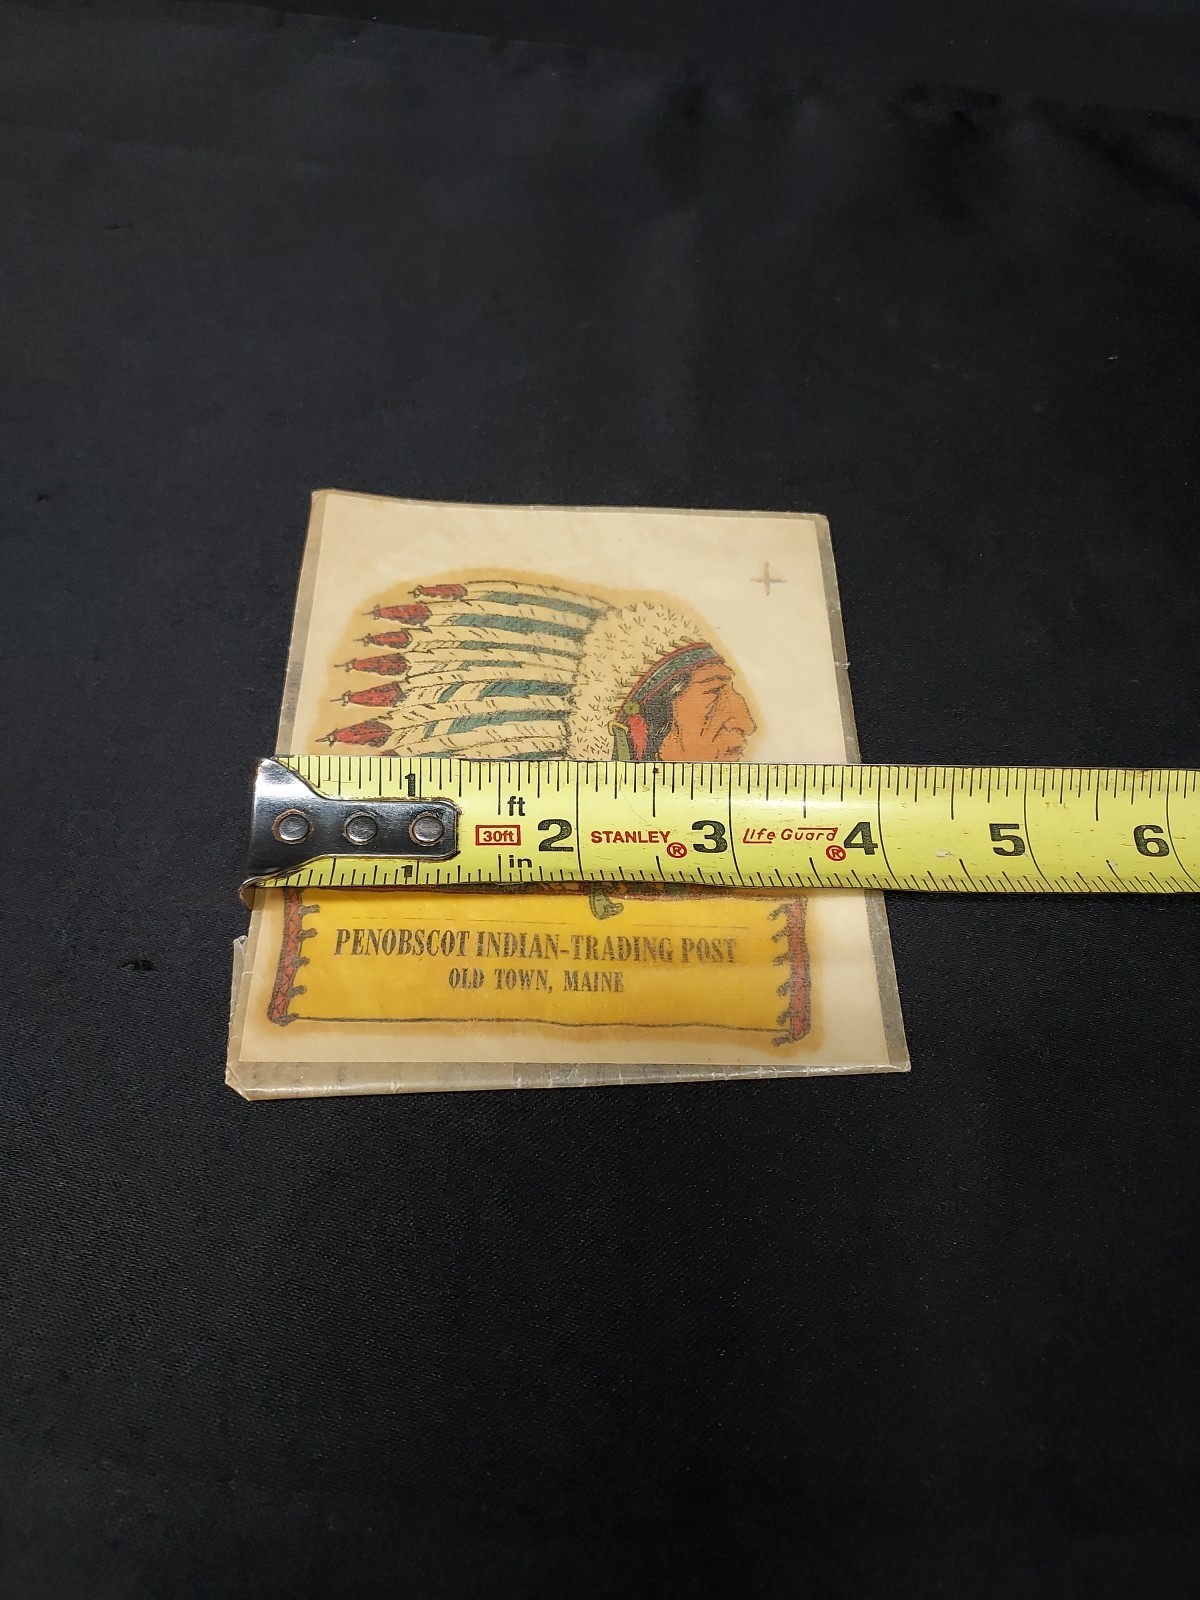 1 ft
30ft 2 STANLEY® 3 Life Guard® 4 5 6
1 in
PENOBSCOT INDIAN-TRADING POST
OLD TOWN, MAINE